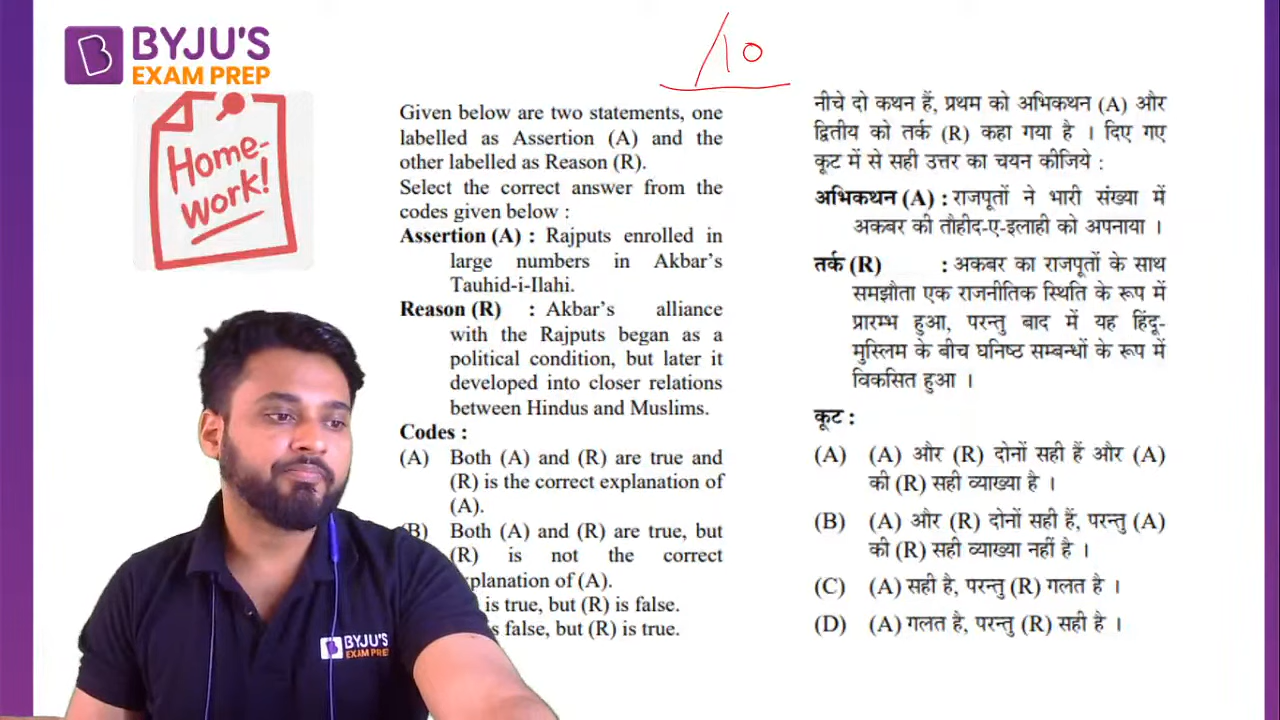 BYJU'S
EXAM PREP
/10
Home-
work!
Given below are two statements, one
labelled as Assertion (A) and the
other labelled as Reason (R).
Select the correct answer from the
codes given below :
Assertion (A) : Rajputs enrolled in
large numbers in Akbar's
Tauhid-i-Ilahi.
Reason (R) : Akbar's alliance
with the Rajputs began as a
political condition, but later it
developed into closer relations
between Hindus and Muslims.
Codes :
(A) Both (A) and (R) are true and
(R) is the correct explanation of
(A).
(B) Both (A) and (R) are true, but
(R) is not the correct
explanation of (A).
is true, but (R) is false.
false, but (R) is true.
नीचे दो कथन हैं, प्रथम को अभिकथन (A) और
द्वितीय को तर्क (R) कहा गया है । दिए गए
कूट में से सही उत्तर का चयन कीजिये :
अभिकथन (A) : राजपूतों ने भारी संख्या में
अकबर की तौहीद-ए-इलाही को अपनाया ।
तर्क (R) : अकबर का राजपूतों के साथ
समझौता एक राजनीतिक स्थिति के रूप में
प्रारम्भ हुआ, परन्तु बाद में यह हिंदू-
मुस्लिम के बीच घनिष्ठ सम्बन्धों के रूप में
विकसित हुआ ।
कूट :
(A) (A) और (R) दोनों सही हैं और (A)
की (R) सही व्याख्या है ।
(B) (A) और (R) दोनों सही हैं, परन्तु (A)
की (R) सही व्याख्या नहीं है ।
(C) (A) सही है, परन्तु (R) गलत है ।
(D) (A) गलत है, परन्तु (R) सही है ।
BYJU'S
EXAM PREP